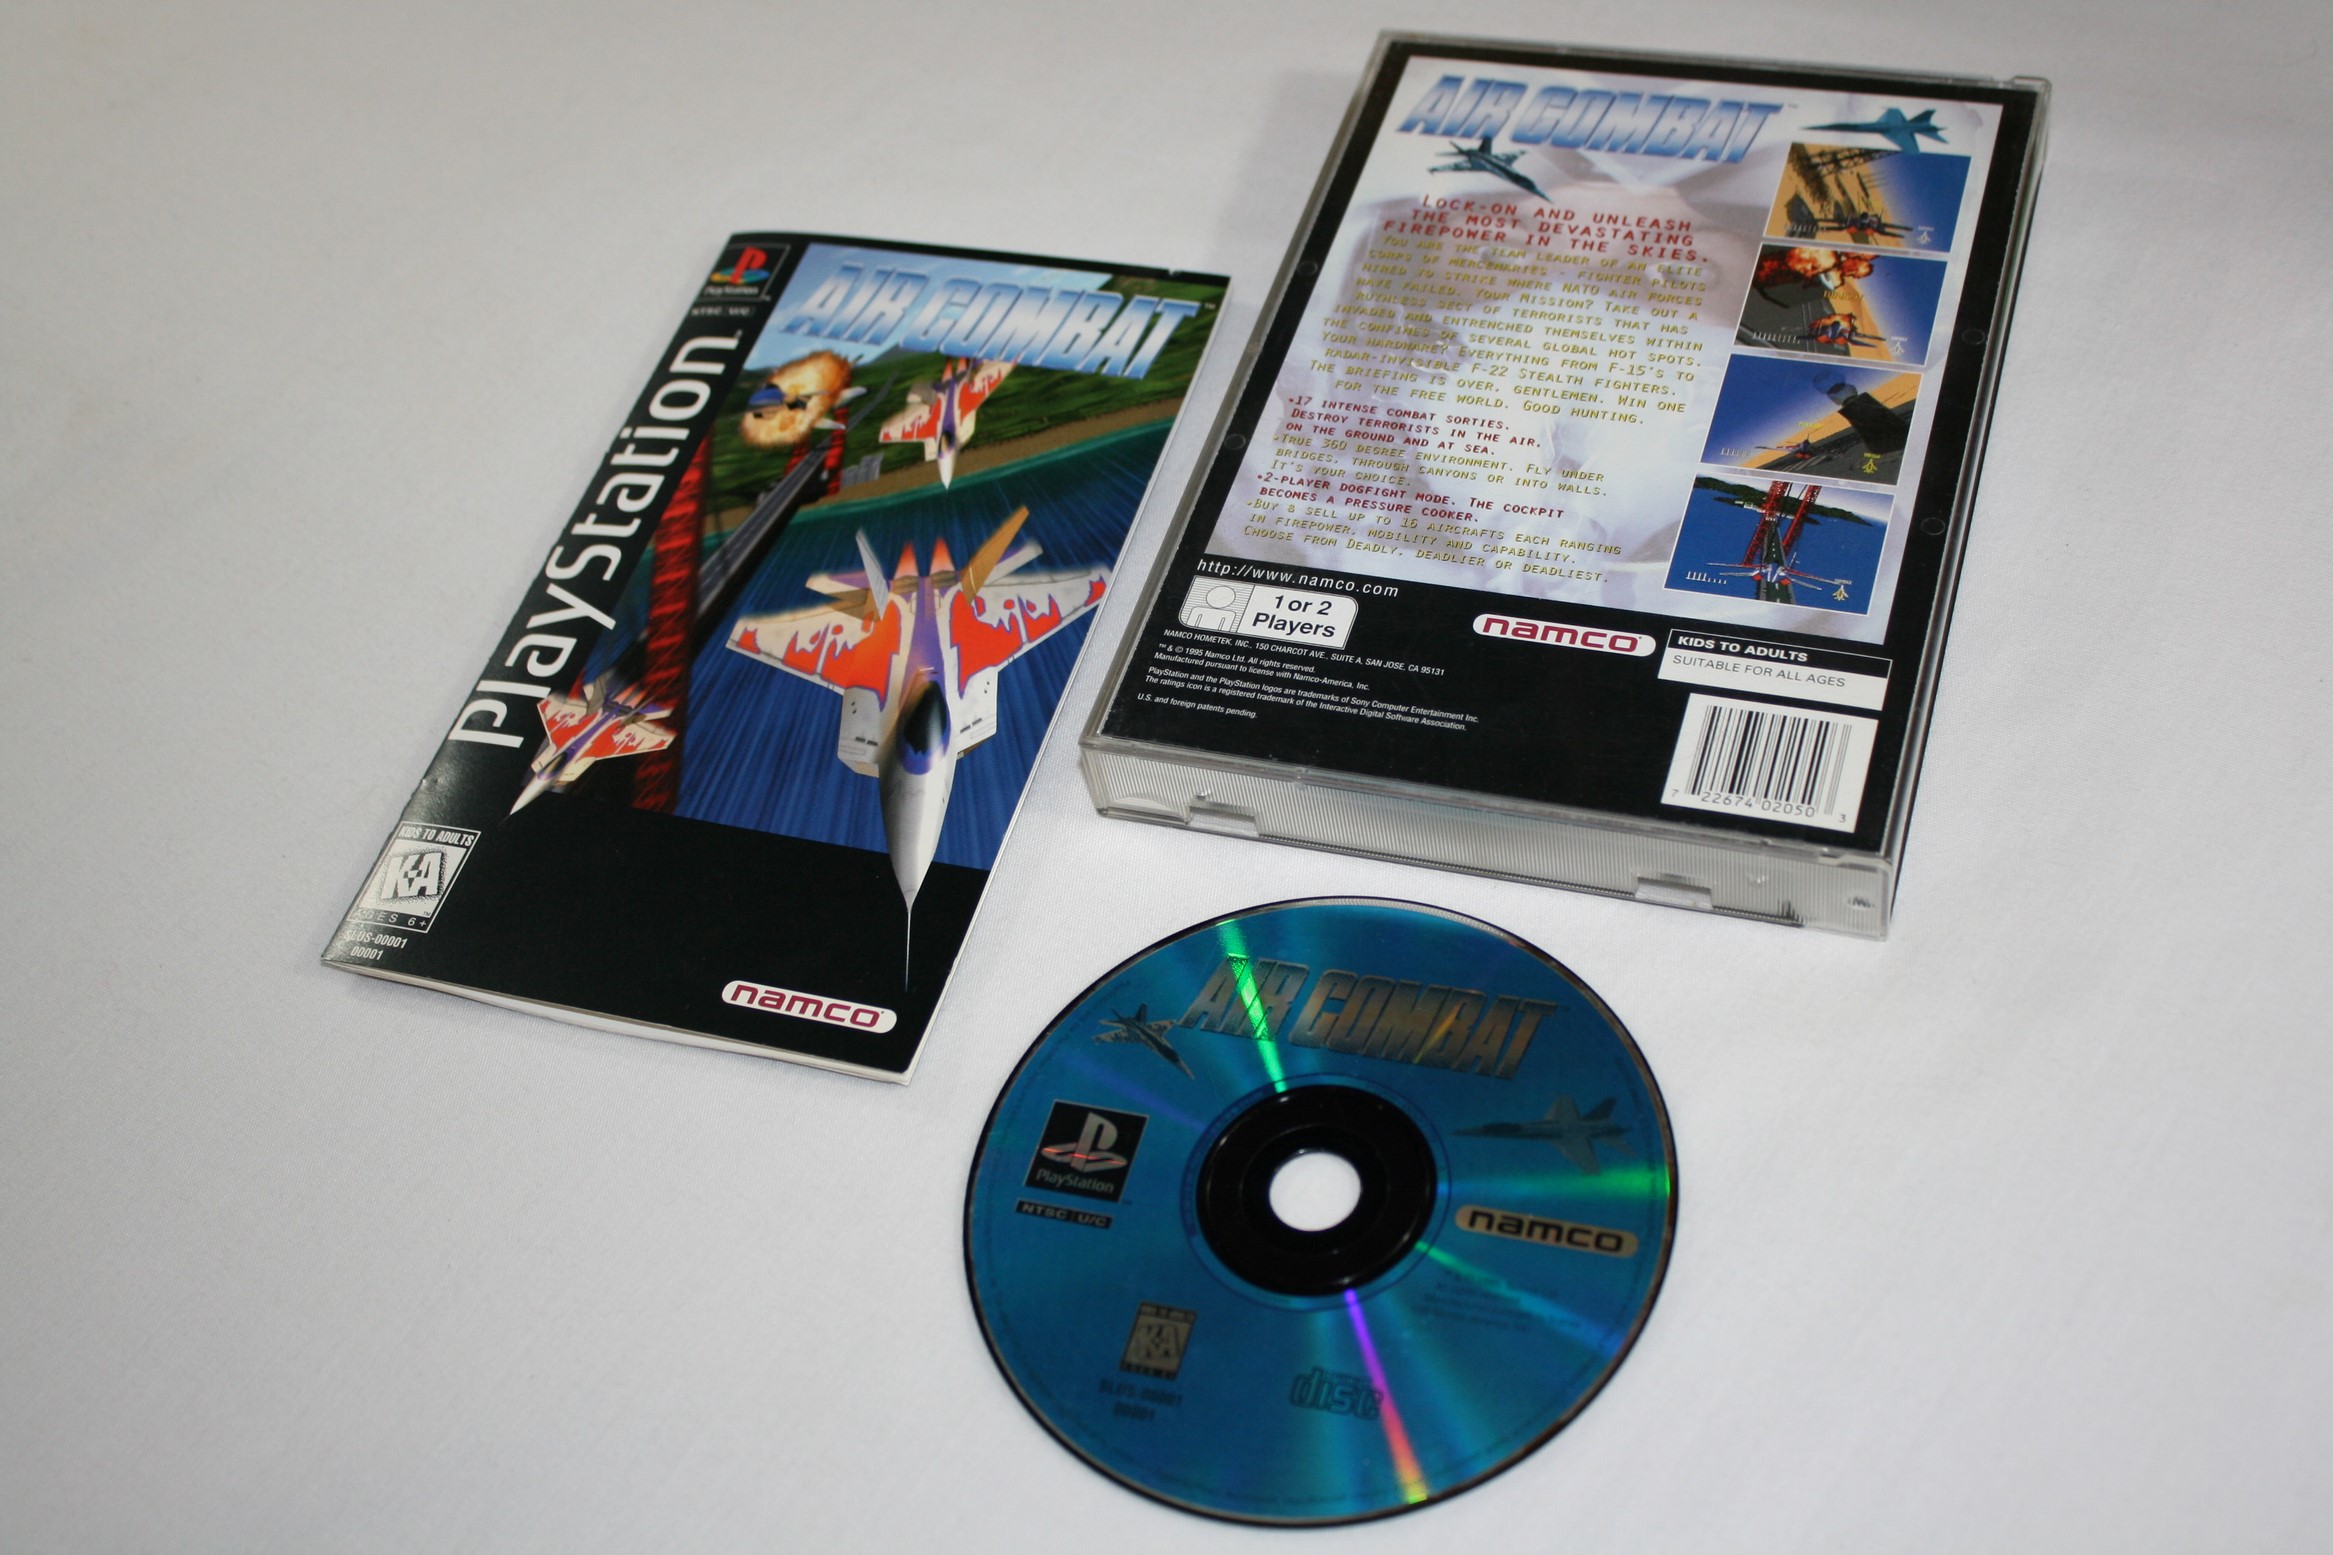 PlayStation
NTSC U/C
PlayStation
AIR COMBAT™
KIDS TO ADULTS
K-A
AGES 6+
SLUS-00001
00001
namco
AIR COMBAT™
LOCK-ON AND UNLEASH
THE MOST DEVASTATING
FIREPOWER IN THE SKIES.
YOU ARE THE TEAM LEADER OF AN ELITE
CORPS OF MERCENARIES - FIGHTER PILOTS
HIRED TO STRIKE WHERE NATO AIR FORCES
HAVE FAILED. YOUR MISSION? TAKE OUT A
RUTHLESS SECT OF TERRORISTS THAT HAS
INVADED AND ENTRENCHED THEMSELVES WITHIN
THE CONFINES OF SEVERAL GLOBAL HOT SPOTS.
YOUR HARDWARE? EVERYTHING FROM F-15'S TO
RADAR-INVISIBLE F-22 STEALTH FIGHTERS.
THE BRIEFING IS OVER, GENTLEMEN. WIN ONE
FOR THE FREE WORLD. GOOD HUNTING.
•17 INTENSE COMBAT SORTIES.
DESTROY TERRORISTS IN THE AIR,
ON THE GROUND AND AT SEA.
•TRUE 360 DEGREE ENVIRONMENT. FLY UNDER
BRIDGES, THROUGH CANYONS OR INTO WALLS.
IT'S YOUR CHOICE.
•2-PLAYER DOGFIGHT MODE. THE COCKPIT
BECOMES A PRESSURE COOKER.
•BUY & SELL UP TO 16 AIRCRAFTS EACH RANGING
IN FIREPOWER, MOBILITY AND CAPABILITY.
CHOOSE FROM DEADLY, DEADLIER OR DEADLIEST.
http://www.namco.com
1 or 2
Players
namco
KIDS TO ADULTS
SUITABLE FOR ALL AGES
NAMCO HOMETEK, INC., 150 CHARCOT AVE., SUITE A, SAN JOSE, CA 95131
™ & © 1995 Namco Ltd. All rights reserved.
Manufactured pursuant to license with Namco-America, Inc.
PlayStation and the PlayStation logos are trademarks of Sony Computer Entertainment Inc.
The ratings icon is a registered trademark of the Interactive Digital Software Association.
U.S. and foreign patents pending.
7 22674 02050 3
AIR COMBAT
PlayStation
NTSC U/C
namco
K-A
SLUS-00001
00001
disc